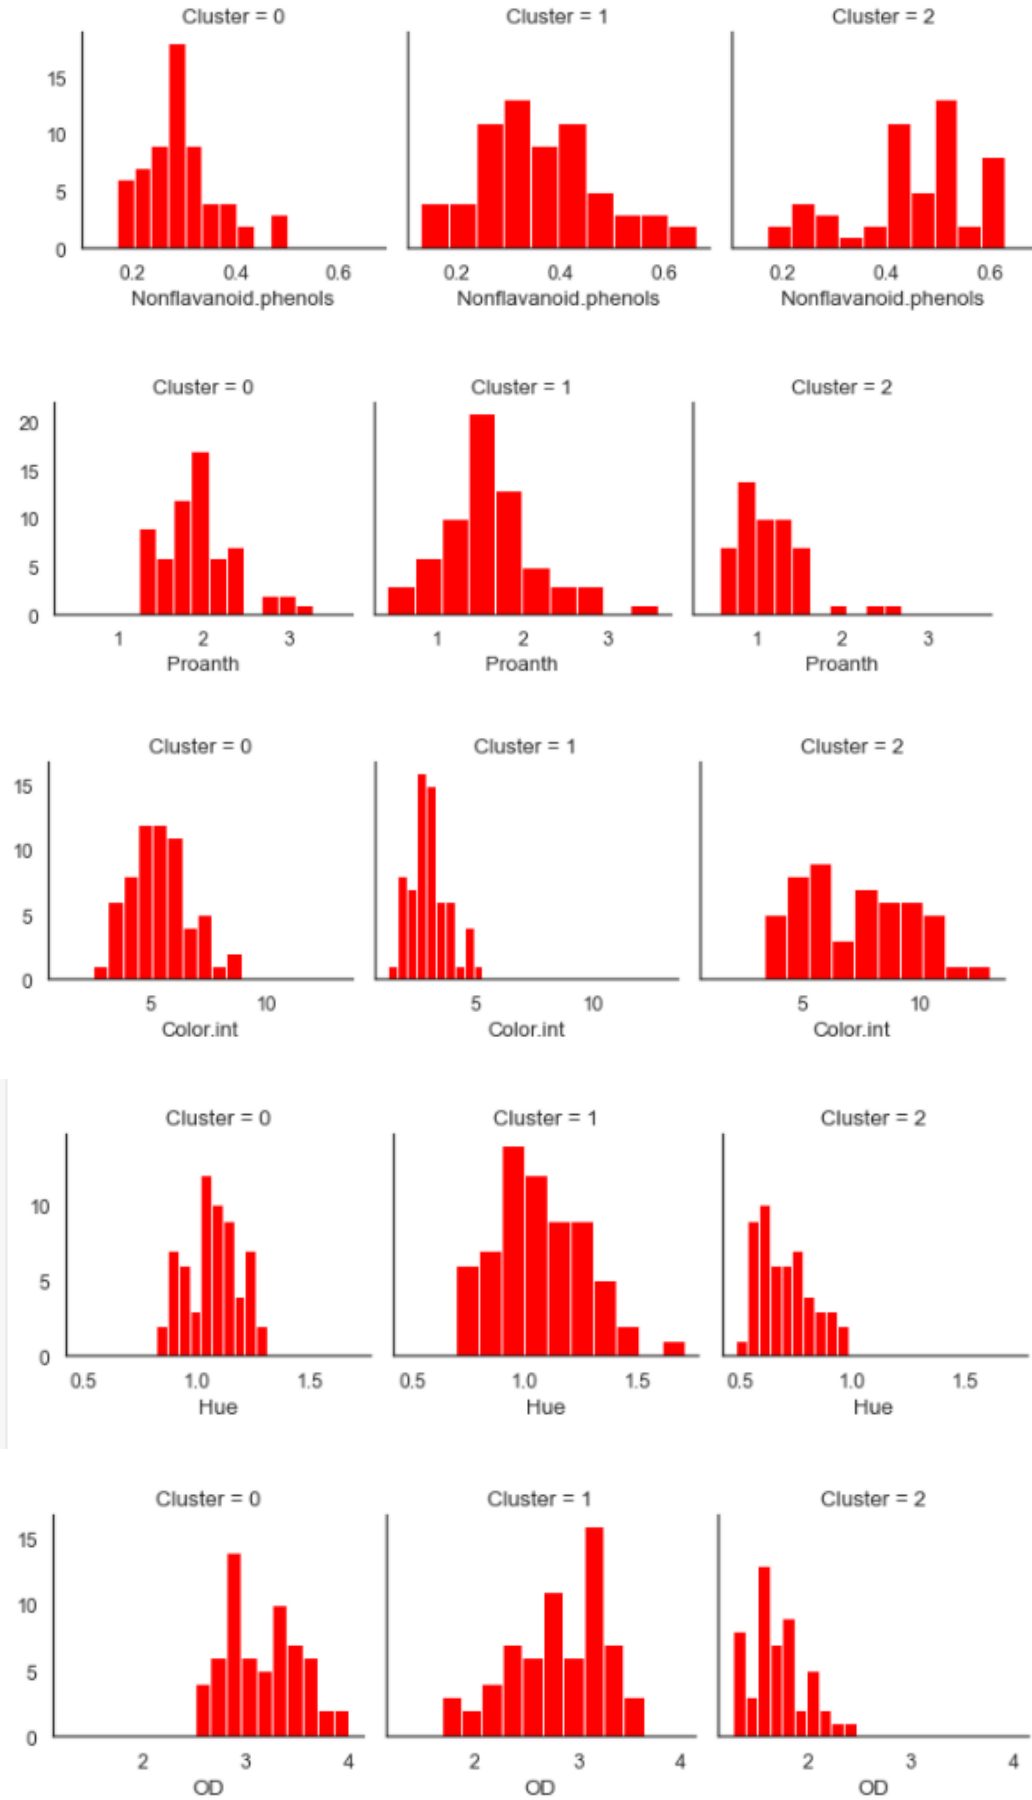 Cluster = 0 Cluster = 1 Cluster = 2
15
10
5
0
0.2 0.4 0.6 0.2 0.4 0.6 0.2 0.4 0.6
Nonflavanoid.phenols Nonflavanoid.phenols Nonflavanoid.phenols
Cluster = 0 Cluster = 1 Cluster = 2
20
15
10
5
0
1 2 3 1 2 3 1 2 3
Proanth Proanth Proanth
Cluster = 0 Cluster = 1 Cluster = 2
15
10
5
0
5 10 5 10 5 10
Color.int Color.int Color.int
Cluster = 0 Cluster = 1 Cluster = 2
10
5
0
0.5 1.0 1.5 0.5 1.0 1.5 0.5 1.0 1.5
Hue Hue Hue
Cluster = 0 Cluster = 1 Cluster = 2
15
10
5
0
2 3 4 2 3 4 2 3 4
OD OD OD